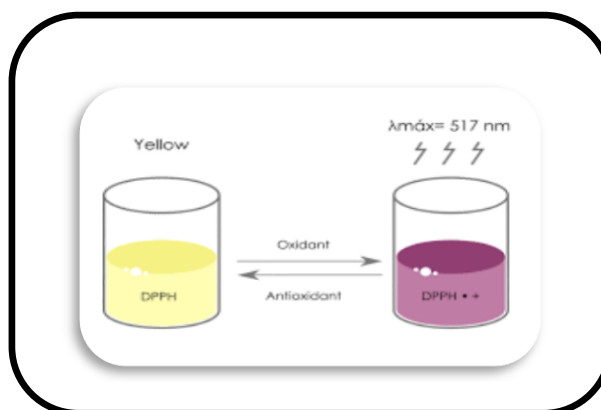 Yellow
λmáx= 517 nm
Oxidant
Antioxidant
DPPH
DPPH • +